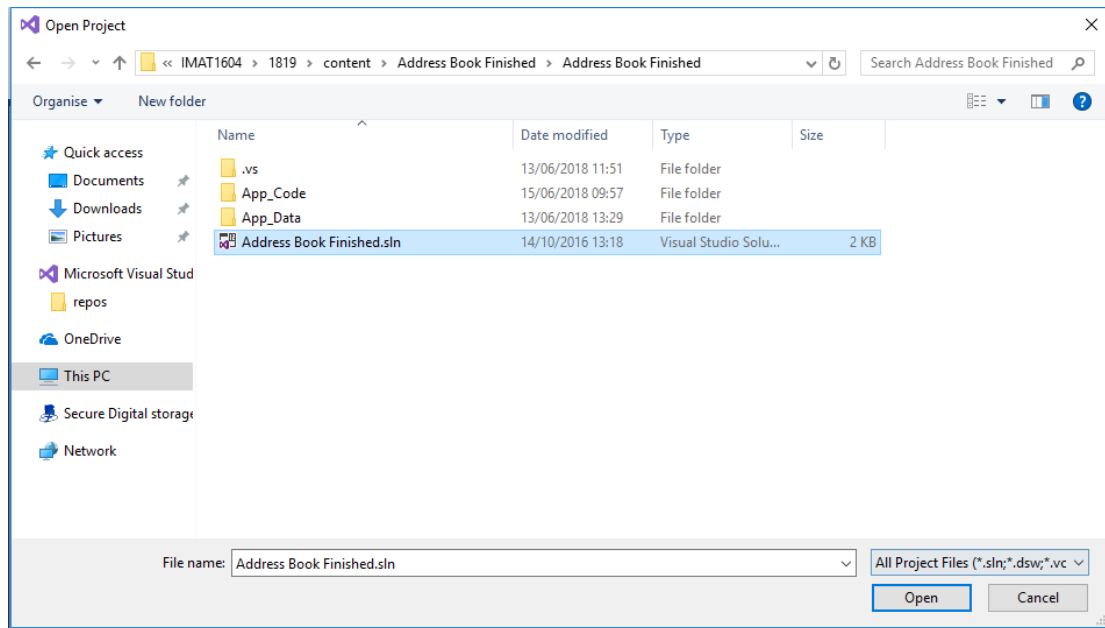 Open Project
« IMAT1604 > 1819 > content > Address Book Finished > Address Book Finished
Search Address Book Finished
Organise New folder
Name Date modified Type Size
Quick access
Documents
Downloads
Pictures
Microsoft Visual Stud
repos
OneDrive
This PC
Secure Digital storage
Network
.vs 13/06/2018 11:51 File folder
App_Code 15/06/2018 09:57 File folder
App_Data 13/06/2018 13:29 File folder
Address Book Finished.sln 14/10/2016 13:18 Visual Studio Solu... 2 KB
File name: Address Book Finished.sln
All Project Files (*.sln;*.dsw;*.vc
Open Cancel